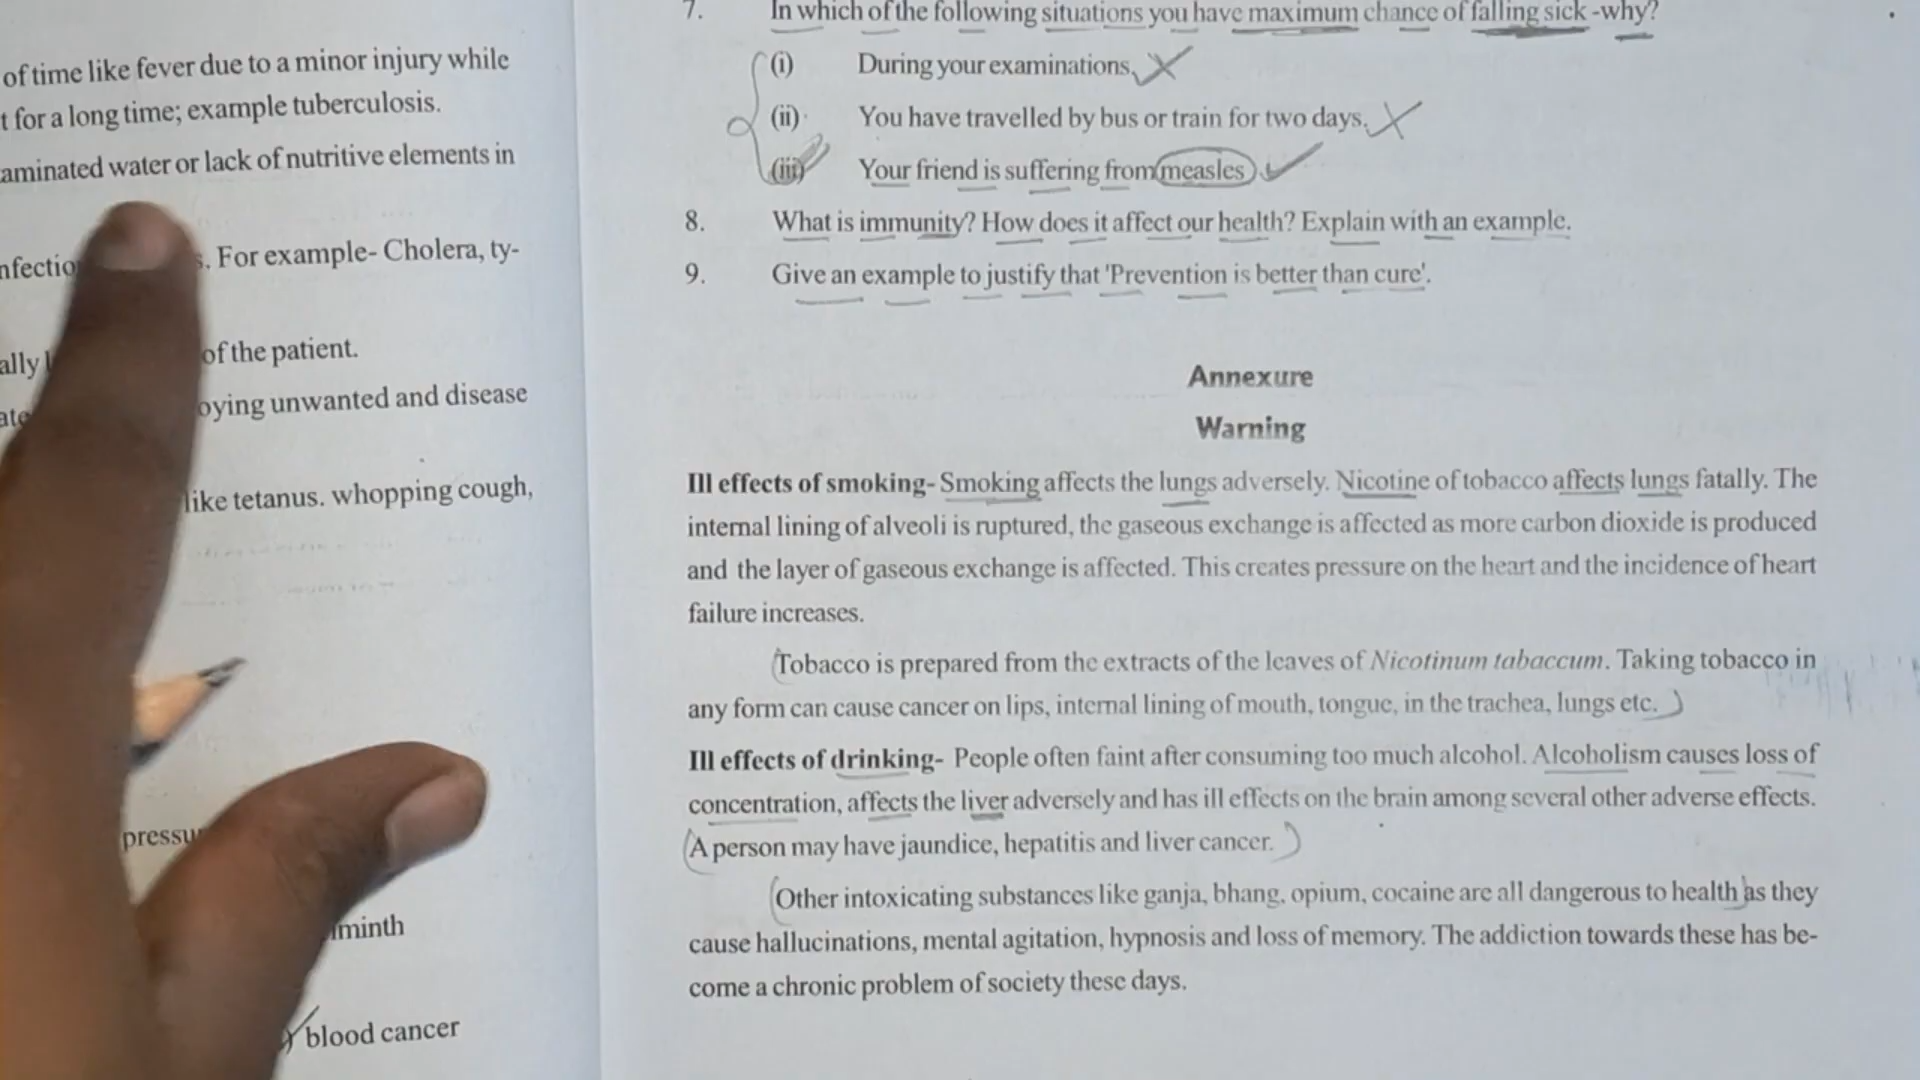 of time like fever due to a minor injury while
t for a long time; example tuberculosis.
aminated water or lack of nutritive elements in
nfectio s. For example- Cholera, ty-
ally of the patient.
oying unwanted and disease
like tetanus. whopping cough,
pressu
minth
blood cancer
7. In which of the following situations you have maximum chance of falling sick -why?
(i) During your examinations.
(ii) You have travelled by bus or train for two days.
(iii) Your friend is suffering from measles.
8. What is immunity? How does it affect our health? Explain with an example.
9. Give an example to justify that 'Prevention is better than cure'.
Annexure
Warning
Ill effects of smoking- Smoking affects the lungs adversely. Nicotine of tobacco affects lungs fatally. The
internal lining of alveoli is ruptured, the gaseous exchange is affected as more carbon dioxide is produced
and the layer of gaseous exchange is affected. This creates pressure on the heart and the incidence of heart
failure increases.
Tobacco is prepared from the extracts of the leaves of Nicotinum tabaccum. Taking tobacco in
any form can cause cancer on lips, internal lining of mouth, tongue, in the trachea, lungs etc.
Ill effects of drinking- People often faint after consuming too much alcohol. Alcoholism causes loss of
concentration, affects the liver adversely and has ill effects on the brain among several other adverse effects.
A person may have jaundice, hepatitis and liver cancer.
Other intoxicating substances like ganja, bhang, opium, cocaine are all dangerous to health as they
cause hallucinations, mental agitation, hypnosis and loss of memory. The addiction towards these has be-
come a chronic problem of society these days.